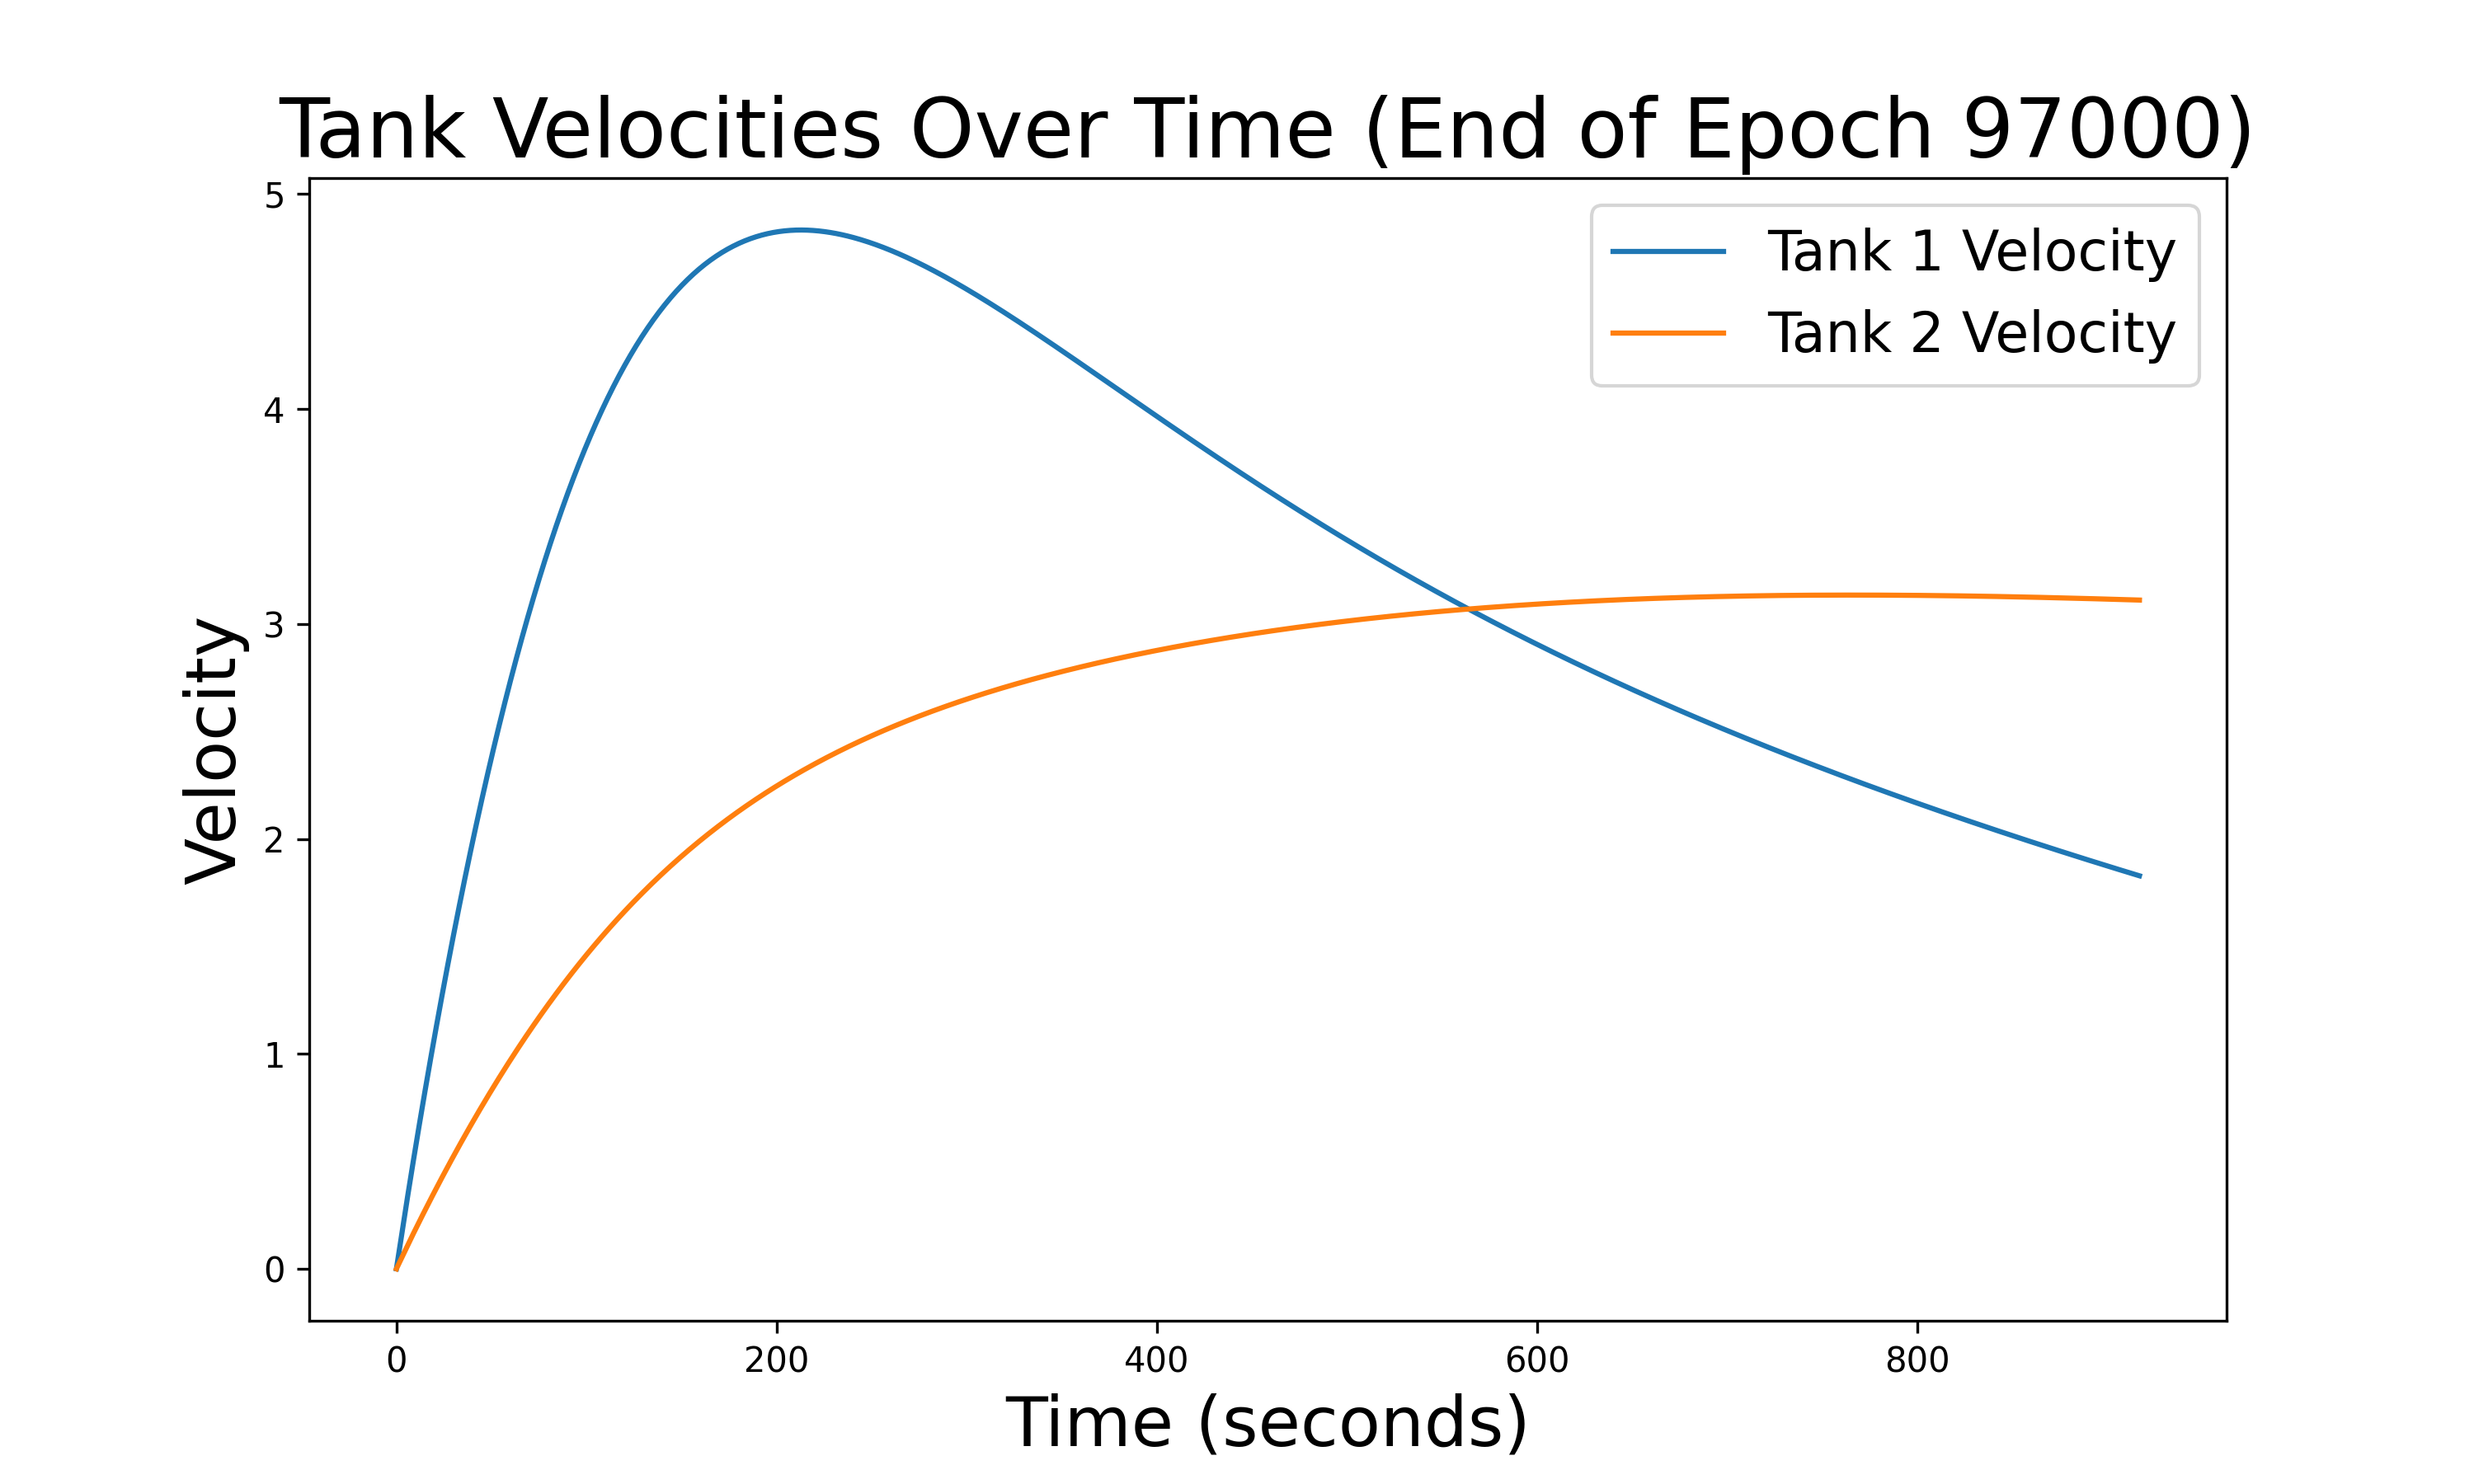 Tank Velocities Over Time (End of Epoch 97000)
Tank 1 Velocity
Tank 2 Velocity
Velocity
5
4
3
2
1
0
0 200 400 600 800
Time (seconds)